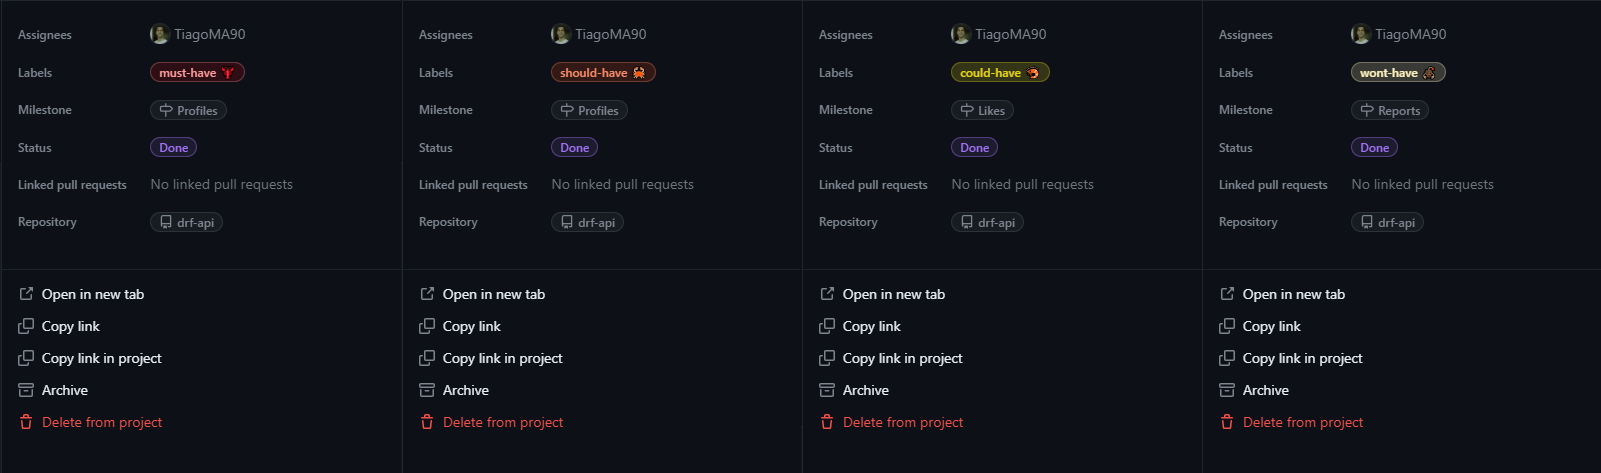 Assignees TiagoMA90
Labels must-have
Milestone Profiles
Status Done
Linked pull requests No linked pull requests
Repository drf-api
Open in new tab
Copy link
Copy link in project
Archive
Delete from project
Assignees TiagoMA90
Labels should-have
Milestone Profiles
Status Done
Linked pull requests No linked pull requests
Repository drf-api
Open in new tab
Copy link
Copy link in project
Archive
Delete from project
Assignees TiagoMA90
Labels could-have
Milestone Likes
Status Done
Linked pull requests No linked pull requests
Repository drf-api
Open in new tab
Copy link
Copy link in project
Archive
Delete from project
Assignees TiagoMA90
Labels wont-have
Milestone Reports
Status Done
Linked pull requests No linked pull requests
Repository drf-api
Open in new tab
Copy link
Copy link in project
Archive
Delete from project